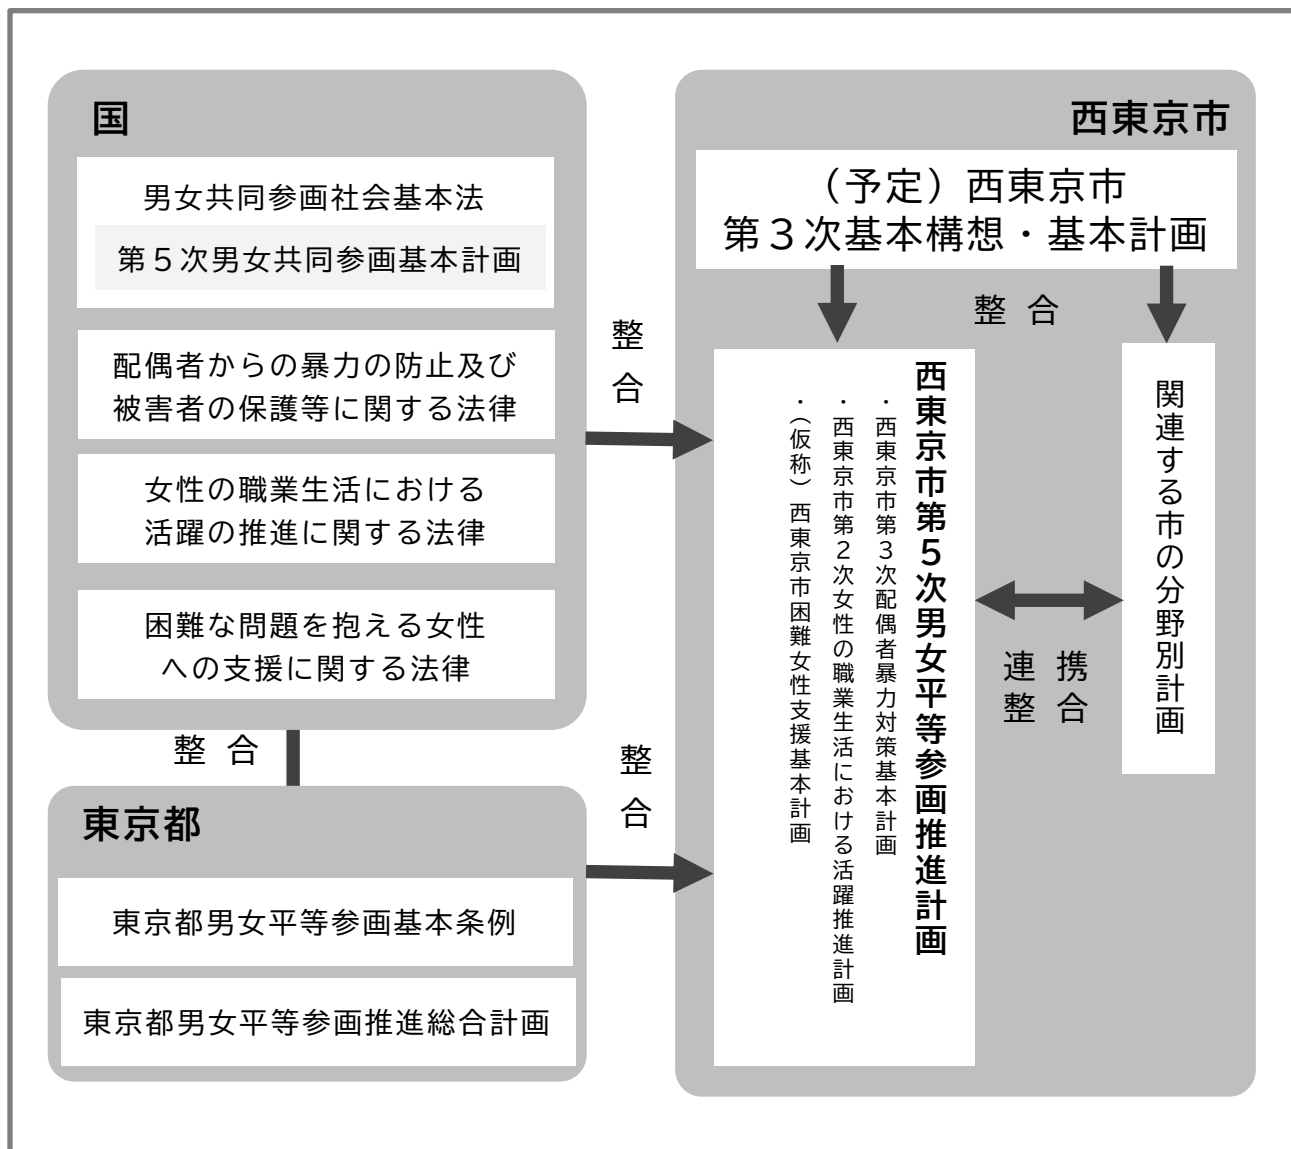 国
男女共同参画社会基本法
第５次男女共同参画基本計画
配偶者からの暴力の防止及び
被害者の保護等に関する法律
女性の職業生活における
活躍の推進に関する法律
困難な問題を抱える女性
への支援に関する法律
整合
東京都
東京都男女平等参画基本条例
東京都男女平等参画推進総合計画
整合
整合
西東京市
（予定）西東京市
第３次基本構想・基本計画
整合
西東京市第５次男女平等参画推進計画
・西東京市第３次配偶者暴力対策基本計画
・西東京市第２次女性の職業生活における活躍推進計画
・（仮称）西東京市困難女性支援基本計画
連携
整合
関連する市の分野別計画